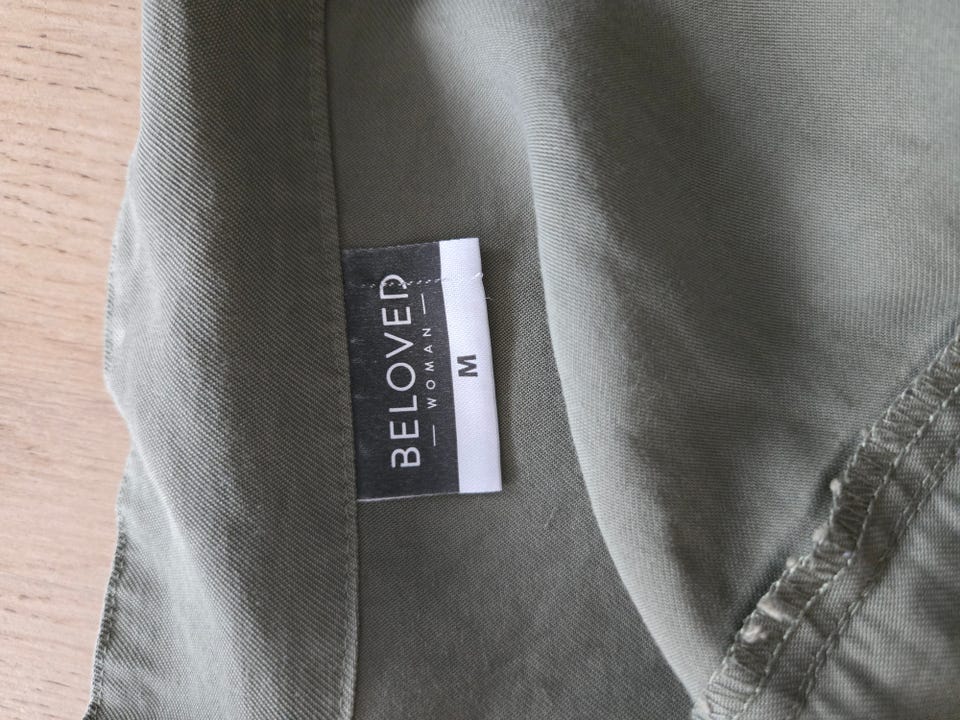 BELOVED
— WOMAN —
M